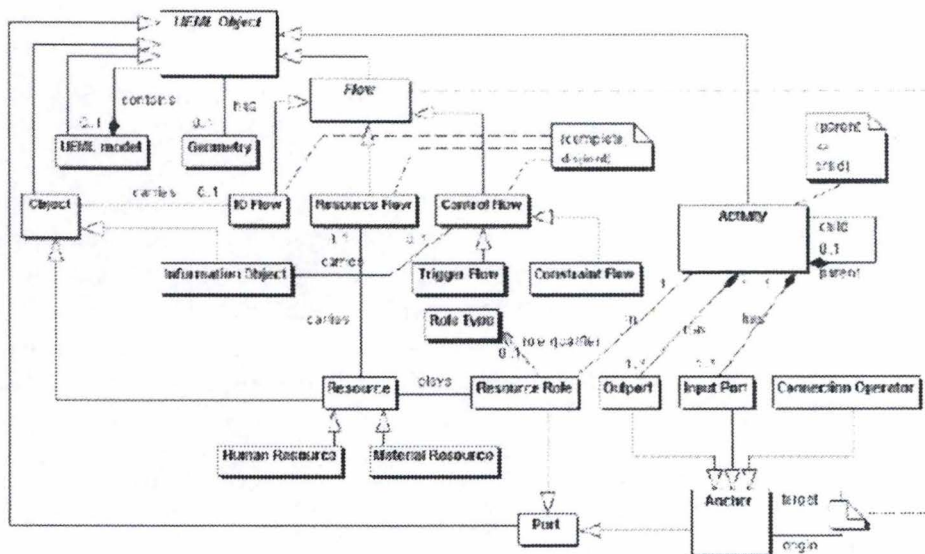 UEML Object
Flow
contains
has
0..1
0..1
UEML model
Geometry
{complete,
disjoint}
{parent
<>
child}
carries
0..1
Object
IO Flow
Resource Flow
Control Flow
Activity
child
0..1
parent
carries
Information Object
Trigger Flow
Constraint Flow
carries
Role Type
role qualifier
0..1
has
has
Resource
plays
Resource Role
Outport
Input Port
Connection Operator
Human Resource
Material Resource
Port
Anchor
target
origin